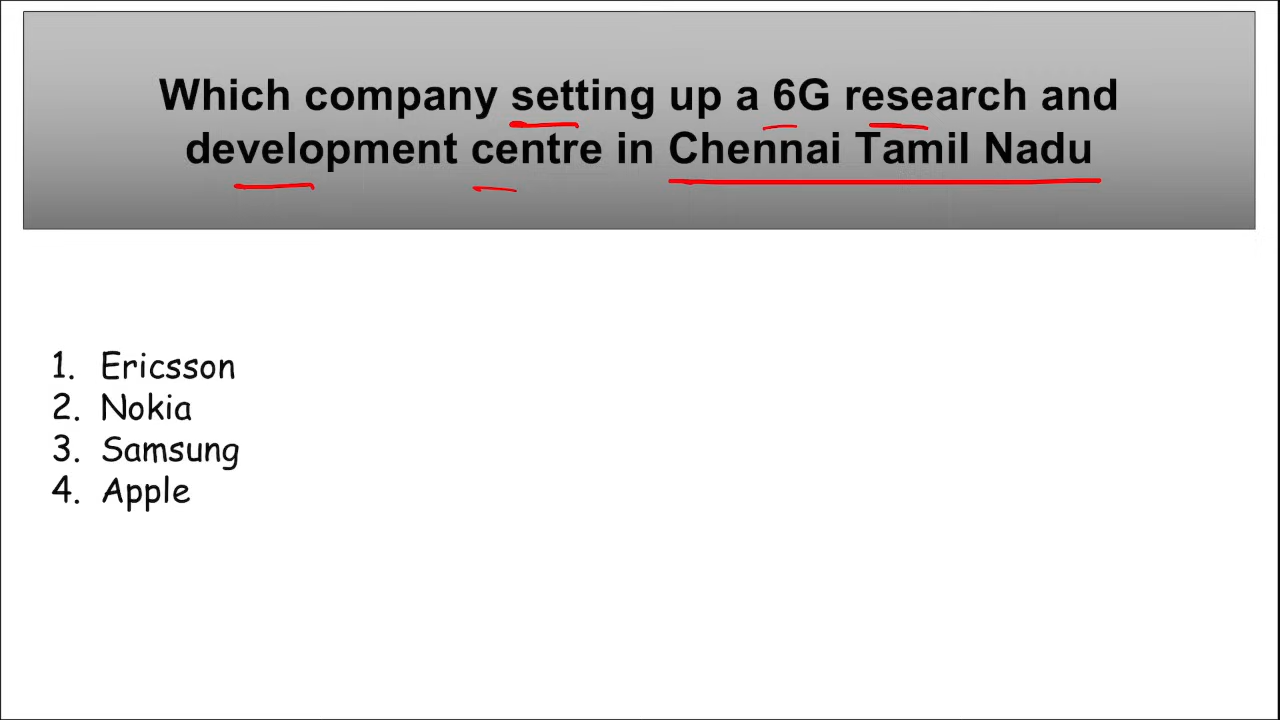 Which company setting up a 6G research and
development centre in Chennai Tamil Nadu
1. Ericsson
2. Nokia
3. Samsung
4. Apple